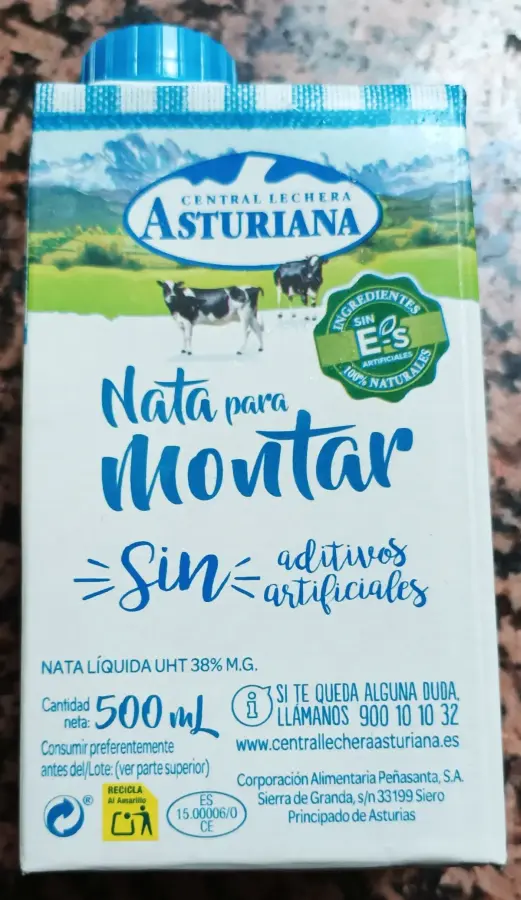 CENTRAL LECHERA
ASTURIANA
INGREDIENTES
SIN
E-s
ARTIFICIALES
100% NATURALES
Nata para
montar
Sin aditivos
artificiales
NATA LÍQUIDA UHT 38% M.G.
Cantidad
neta: 500 mL
SI TE QUEDA ALGUNA DUDA,
LLÁMANOS 900 10 10 32
www.centrallecheraasturiana.es
Consumir preferentemente
antes del/Lote: (ver parte superior)
RECICLA
Al Amarillo
ES
15.00006/O
CE
Corporación Alimentaria Peñasanta, S.A.
Sierra de Granda, s/n 33199 Siero
Principado de Asturias